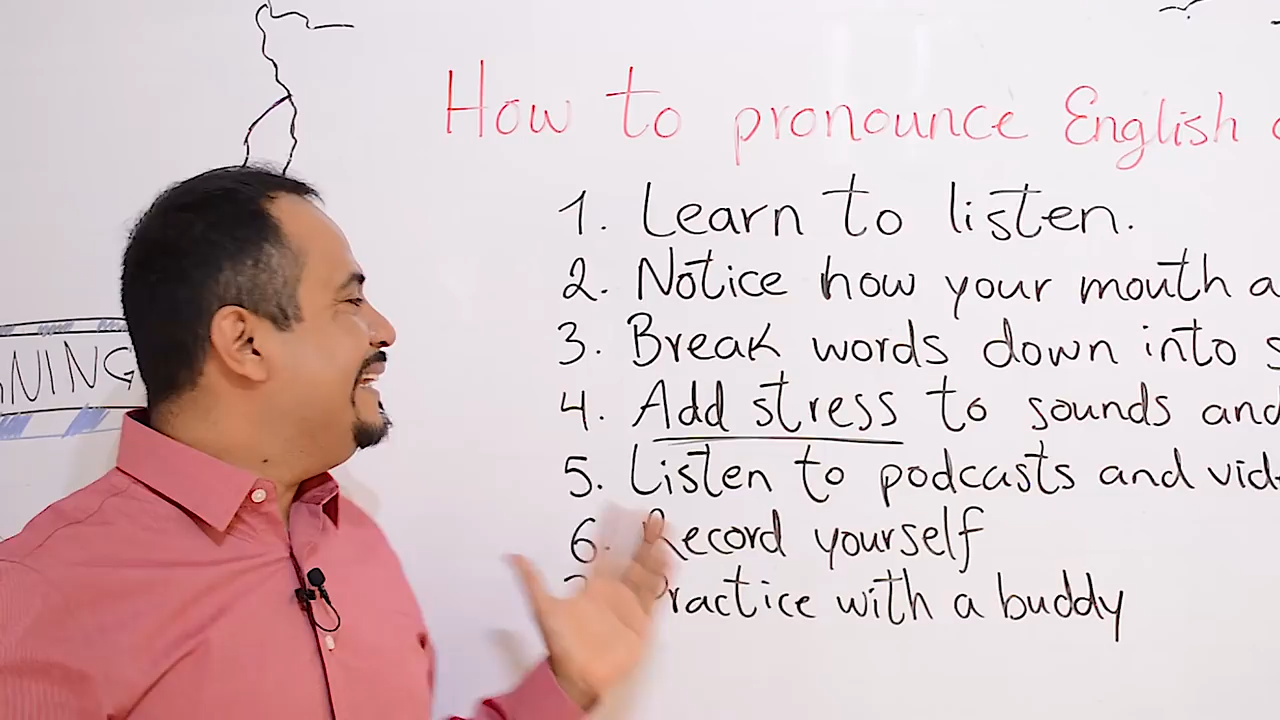 How to pronounce English
1. Learn to listen.
2. Notice how your mouth a
3. Break words down into s
4. Add stress to sounds and
5. Listen to podcasts and vid
6. Record yourself
Practice with a buddy
NING